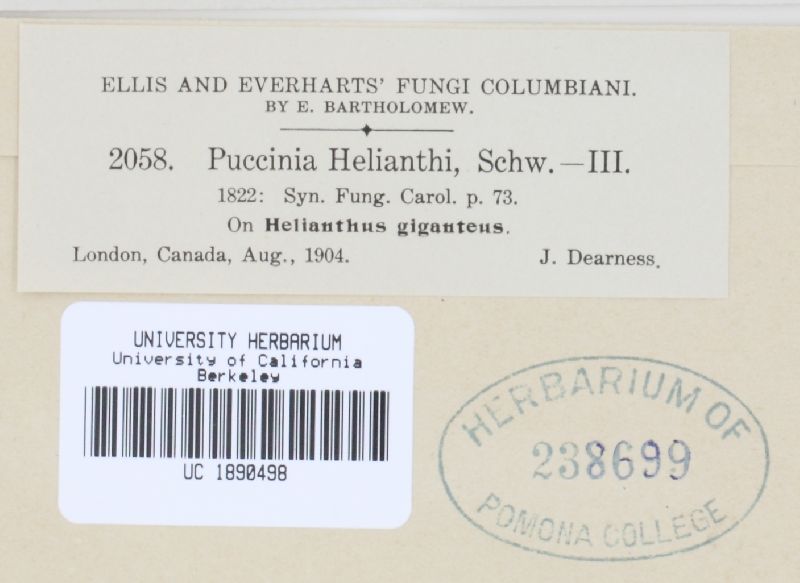 ELLIS AND EVERHARTS' FUNGI COLUMBIANI.
BY E. BARTHOLOMEW.
2058. Puccinia Helianthi, Schw.—III.
1822: Syn. Fung. Carol. p. 73.
On Helianthus giganteus.
London, Canada, Aug., 1904. J. Dearness.
UNIVERSITY HERBARIUM
University of California
Berkeley
UC 1890498
HERBARIUM OF
238699
POMONA COLLEGE